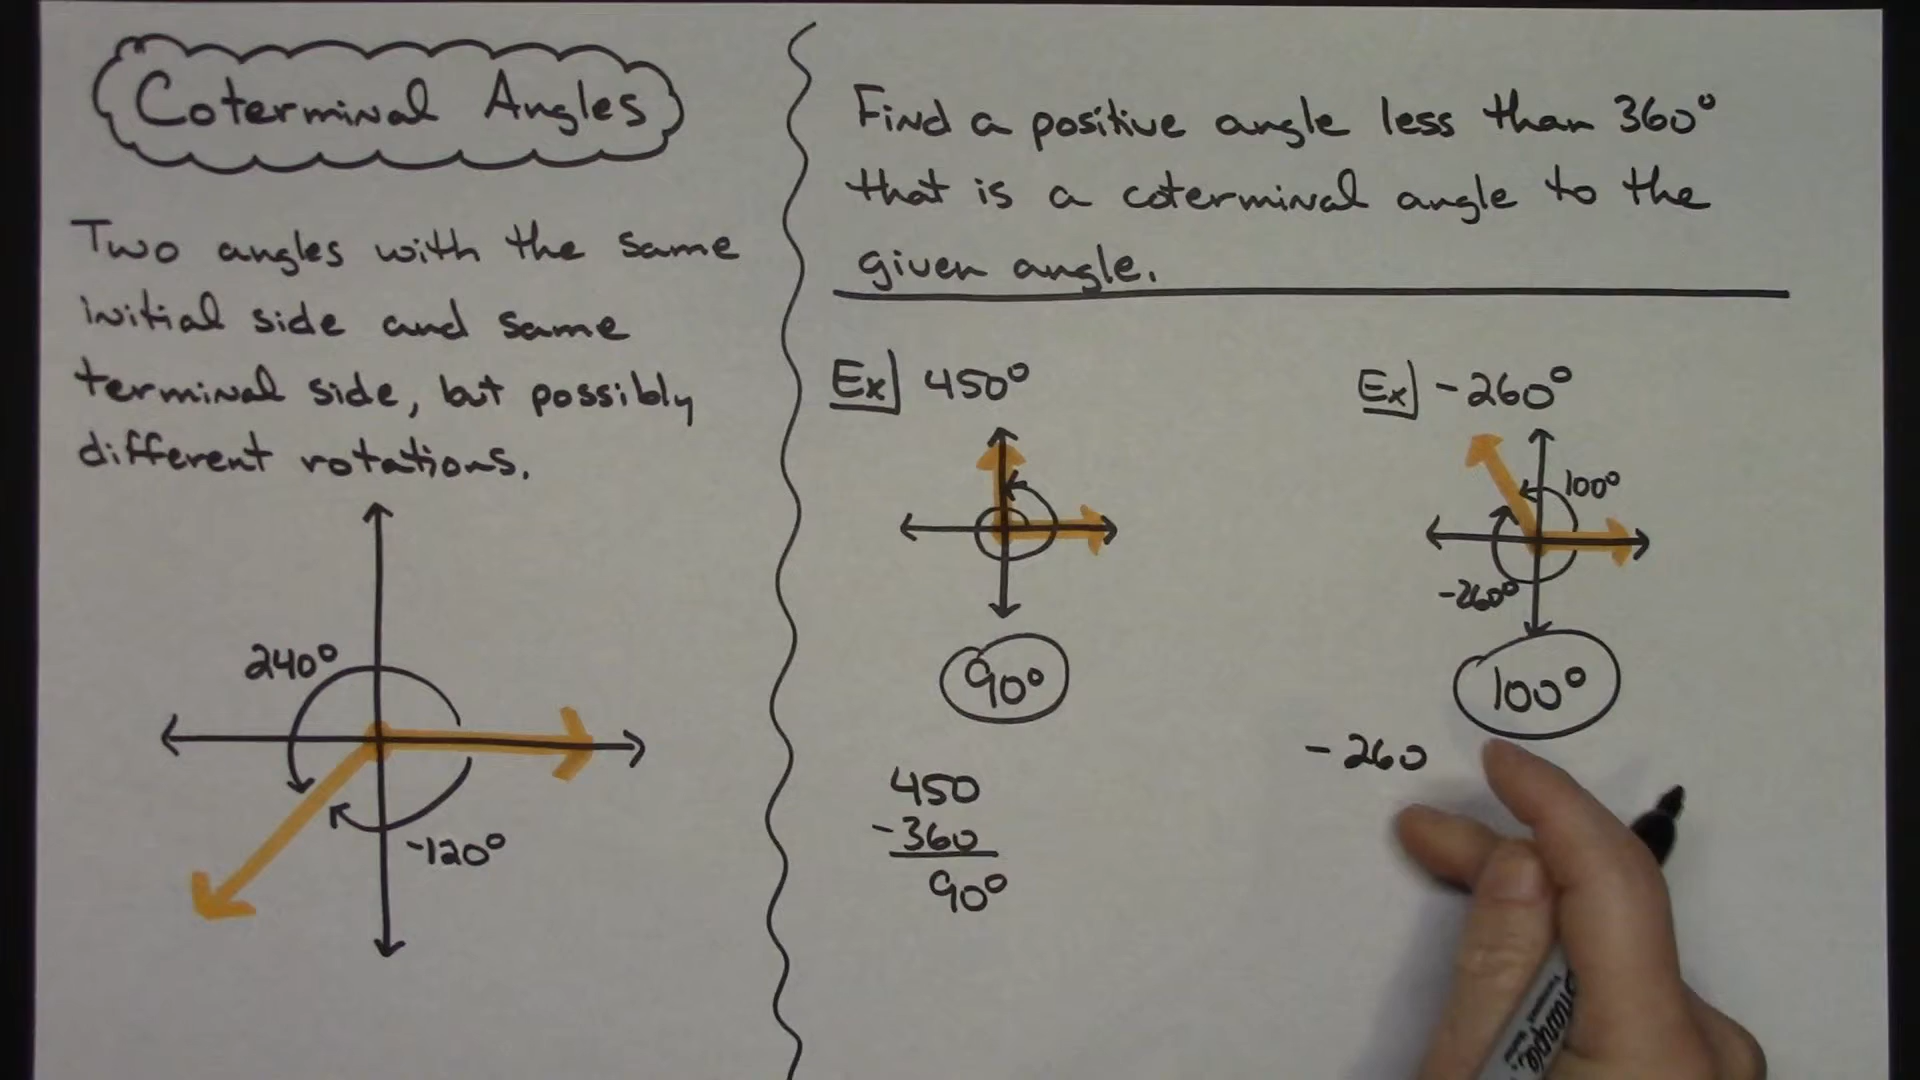 Coterminal Angles
Two angles with the same
initial side and same
terminal side, but possibly
different rotations.
240°
-120°
Find a positive angle less than 360°
that is a coterminal angle to the
given angle.
Ex] 450°
90°
450
-360
90°
Ex] -260°
100°
-260°
100°
-260
Sharpie